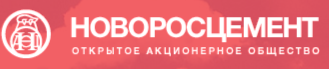 НОВОРОСЦЕМЕНТ
ОТКРЫТОЕ АКЦИОНЕРНОЕ ОБЩЕСТВО